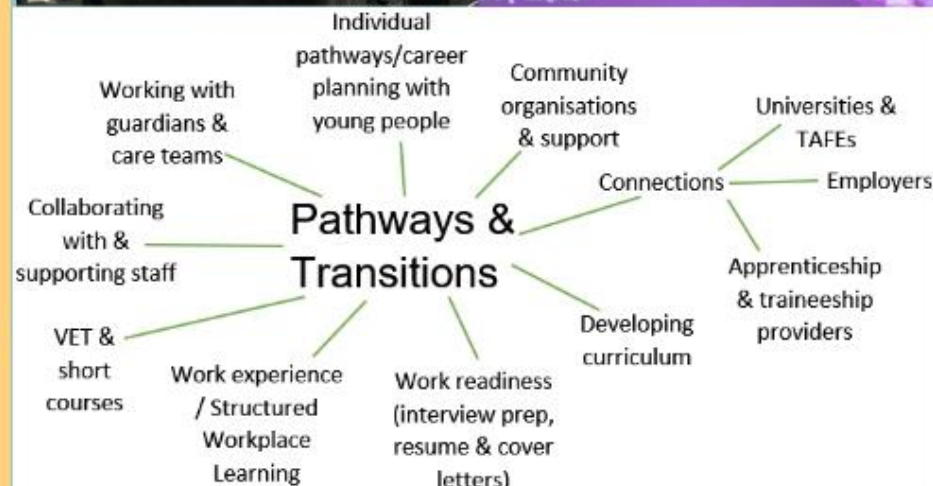 Individual
pathways/career
planning with
young people
Community
organisations
& support
Working with
guardians &
care teams
Universities &
TAFEs
Connections
Employers
Collaborating
with &
supporting staff
Pathways &
Transitions
Apprenticeship
& traineeship
providers
Developing
curriculum
VET &
short
courses
Work experience
/ Structured
Workplace
Learning
Work readiness
(interview prep,
resume & cover
letters)